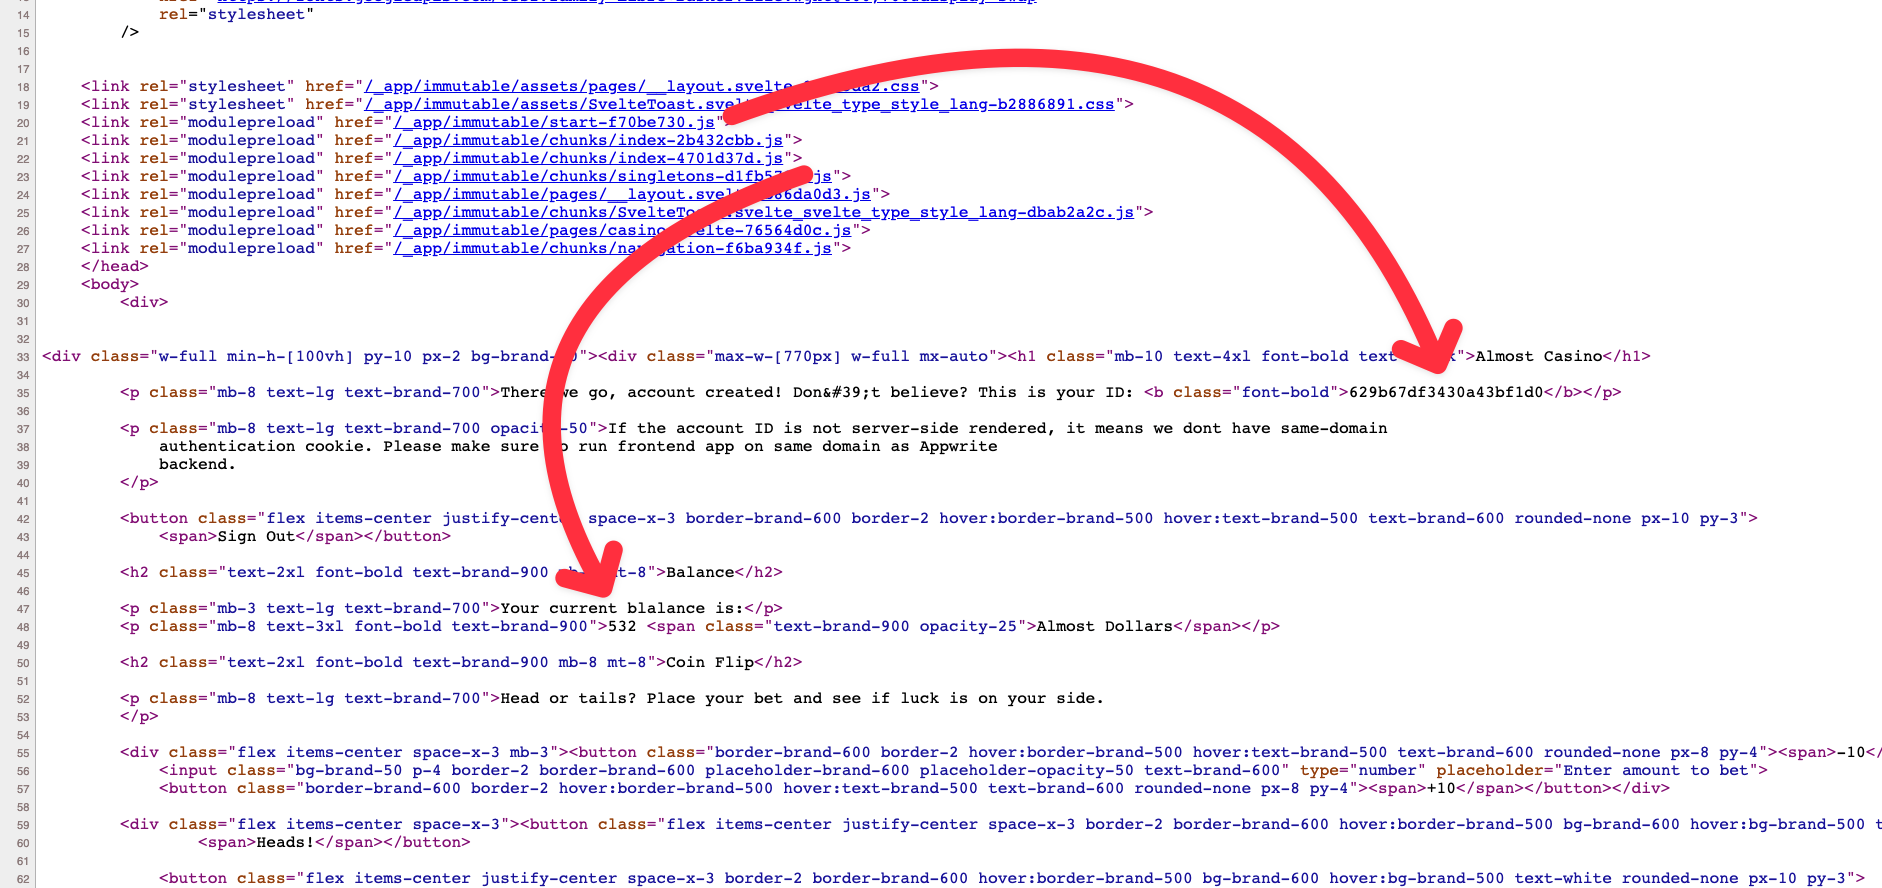 14 rel="stylesheet"
15 />
16
17
18 <link rel="stylesheet" href="/_app/immutable/assets/pages/__layout.svelte da2.css">
19 <link rel="stylesheet" href="/_app/immutable/assets/SvelteToast.svelte_svelte_type_style_lang-b2886891.css">
20 <link rel="modulepreload" href="/_app/immutable/start-f70be730.js">
21 <link rel="modulepreload" href="/_app/immutable/chunks/index-2b432cbb.js">
22 <link rel="modulepreload" href="/_app/immutable/chunks/index-4701d37d.js">
23 <link rel="modulepreload" href="/_app/immutable/chunks/singletons-d1fb5 js">
24 <link rel="modulepreload" href="/_app/immutable/pages/__layout.svelte 86da0d3.js">
25 <link rel="modulepreload" href="/_app/immutable/chunks/SvelteToast.svelte_svelte_type_style_lang-dbab2a2c.js">
26 <link rel="modulepreload" href="/_app/immutable/pages/casino.svelte-76564d0c.js">
27 <link rel="modulepreload" href="/_app/immutable/chunks/navigation-f6ba934f.js">
28 </head>
29 <body>
30 <div>
31
32
33 <div class="w-full min-h-[100vh] py-10 px-2 bg-brand- 0"><div class="max-w-[770px] w-full mx-auto"><h1 class="mb-10 text-4xl font-bold text ">Almost Casino</h1>
34
35 <p class="mb-8 text-lg text-brand-700">There we go, account created! Don&#39;t believe? This is your ID: <b class="font-bold">629b67df3430a43bf1d0</b></p>
36
37 <p class="mb-8 text-lg text-brand-700 opacity-50">If the account ID is not server-side rendered, it means we dont have same-domain
38 authentication cookie. Please make sure to run frontend app on same domain as Appwrite
39 backend.
40 </p>
41
42 <button class="flex items-center justify-center space-x-3 border-brand-600 border-2 hover:border-brand-500 hover:text-brand-500 text-brand-600 rounded-none px-10 py-3">
43 <span>Sign Out</span></button>
44
45 <h2 class="text-2xl font-bold text-brand-900 mb-8 mt-8">Balance</h2>
46
47 <p class="mb-3 text-lg text-brand-700">Your current blalance is:</p>
48 <p class="mb-8 text-3xl font-bold text-brand-900">532 <span class="text-brand-900 opacity-25">Almost Dollars</span></p>
49
50 <h2 class="text-2xl font-bold text-brand-900 mb-8 mt-8">Coin Flip</h2>
51
52 <p class="mb-8 text-lg text-brand-700">Head or tails? Place your bet and see if luck is on your side.
53 </p>
54
55 <div class="flex items-center space-x-3 mb-3"><button class="border-brand-600 border-2 hover:border-brand-500 hover:text-brand-500 text-brand-600 rounded-none px-8 py-4"><span>-10</
56 <input class="bg-brand-50 p-4 border-2 border-brand-600 placeholder-brand-600 placeholder-opacity-50 text-brand-600" type="number" placeholder="Enter amount to bet">
57 <button class="border-brand-600 border-2 hover:border-brand-500 hover:text-brand-500 text-brand-600 rounded-none px-8 py-4"><span>+10</span></button></div>
58
59 <div class="flex items-center space-x-3"><button class="flex items-center justify-center space-x-3 border-2 border-brand-600 hover:border-brand-500 bg-brand-600 hover:bg-brand-500 t
60 <span>Heads!</span></button>
61
62 <button class="flex items-center justify-center space-x-3 border-2 border-brand-600 hover:border-brand-500 bg-brand-600 hover:bg-brand-500 text-white rounded-none px-10 py-3">